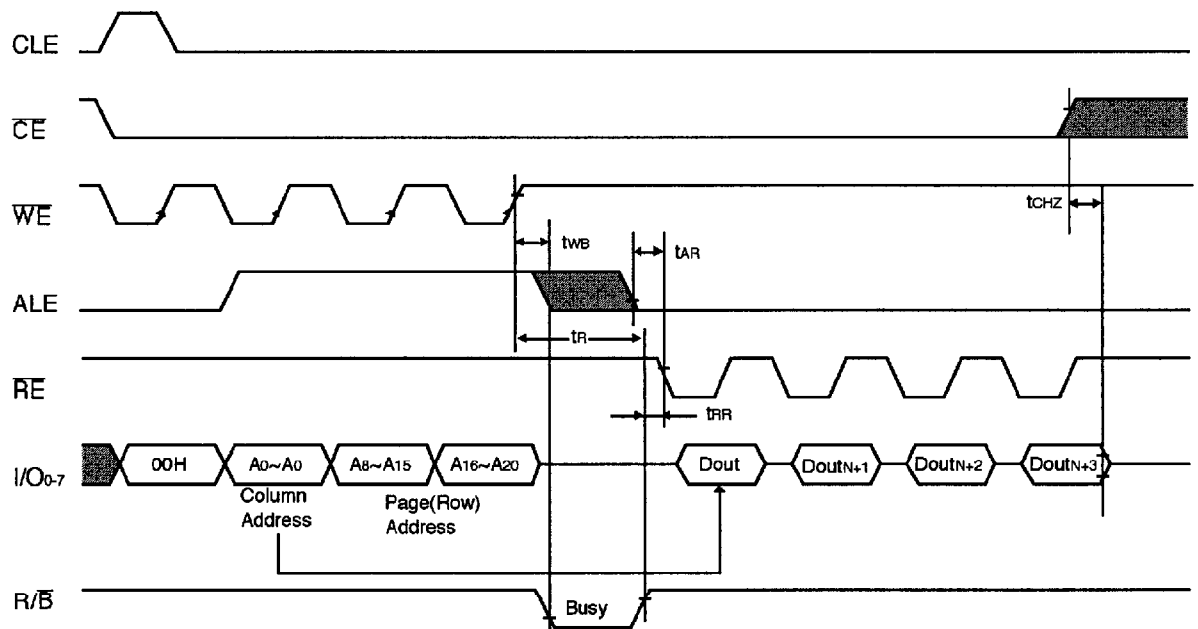 CLE
CE
WE
tCHZ
tWB
tAR
ALE
tR
RE
tRR
I/O0-7
00H
A0~A0
A8~A15
A16~A20
Dout
DoutN+1
DoutN+2
DoutN+3
Column
Address
Page(Row)
Address
R/B
Busy